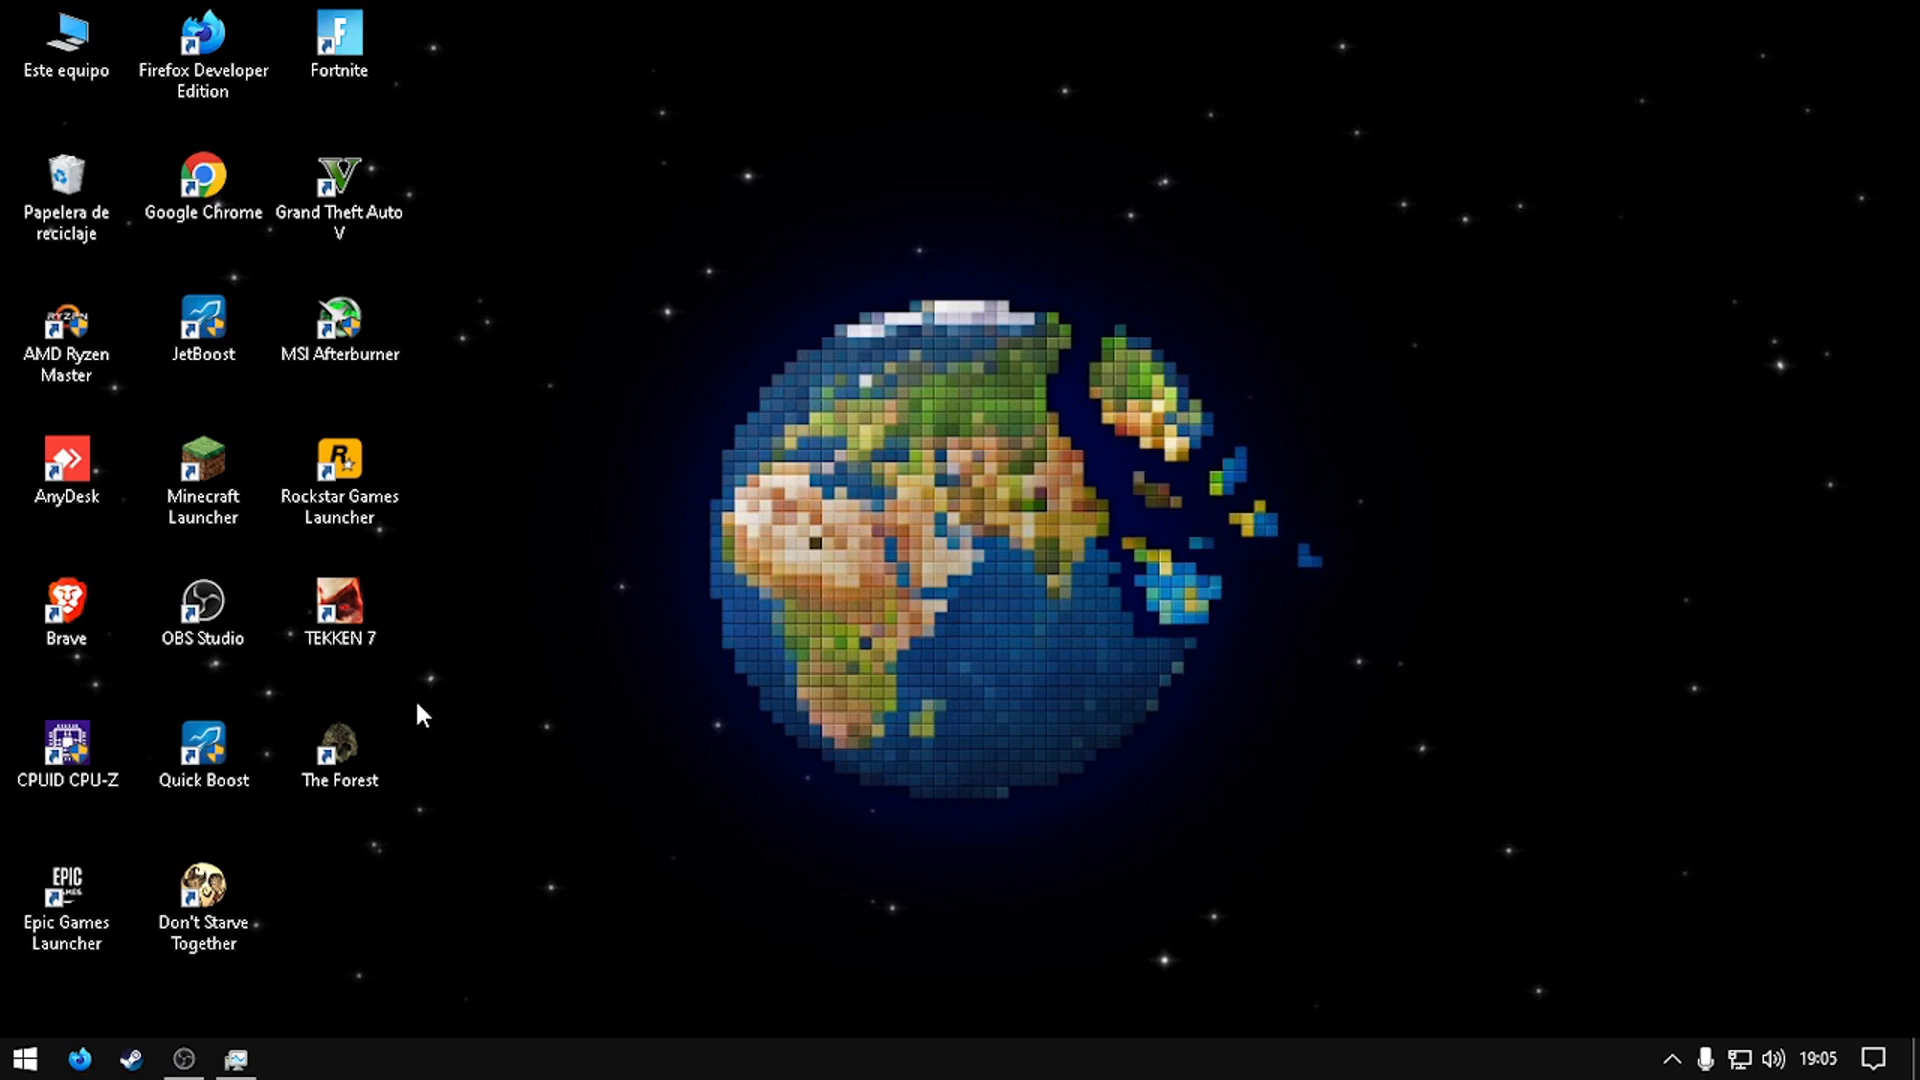 Este equipo
Firefox Developer
Edition
Fortnite
Papelera de
reciclaje
Google Chrome
Grand Theft Auto
V
AMD Ryzen
Master
JetBoost
MSI Afterburner
AnyDesk
Minecraft
Launcher
Rockstar Games
Launcher
Brave
OBS Studio
TEKKEN 7
CPUID CPU-Z
Quick Boost
The Forest
EPIC
Epic Games
Launcher
Don't Starve
Together
19:05